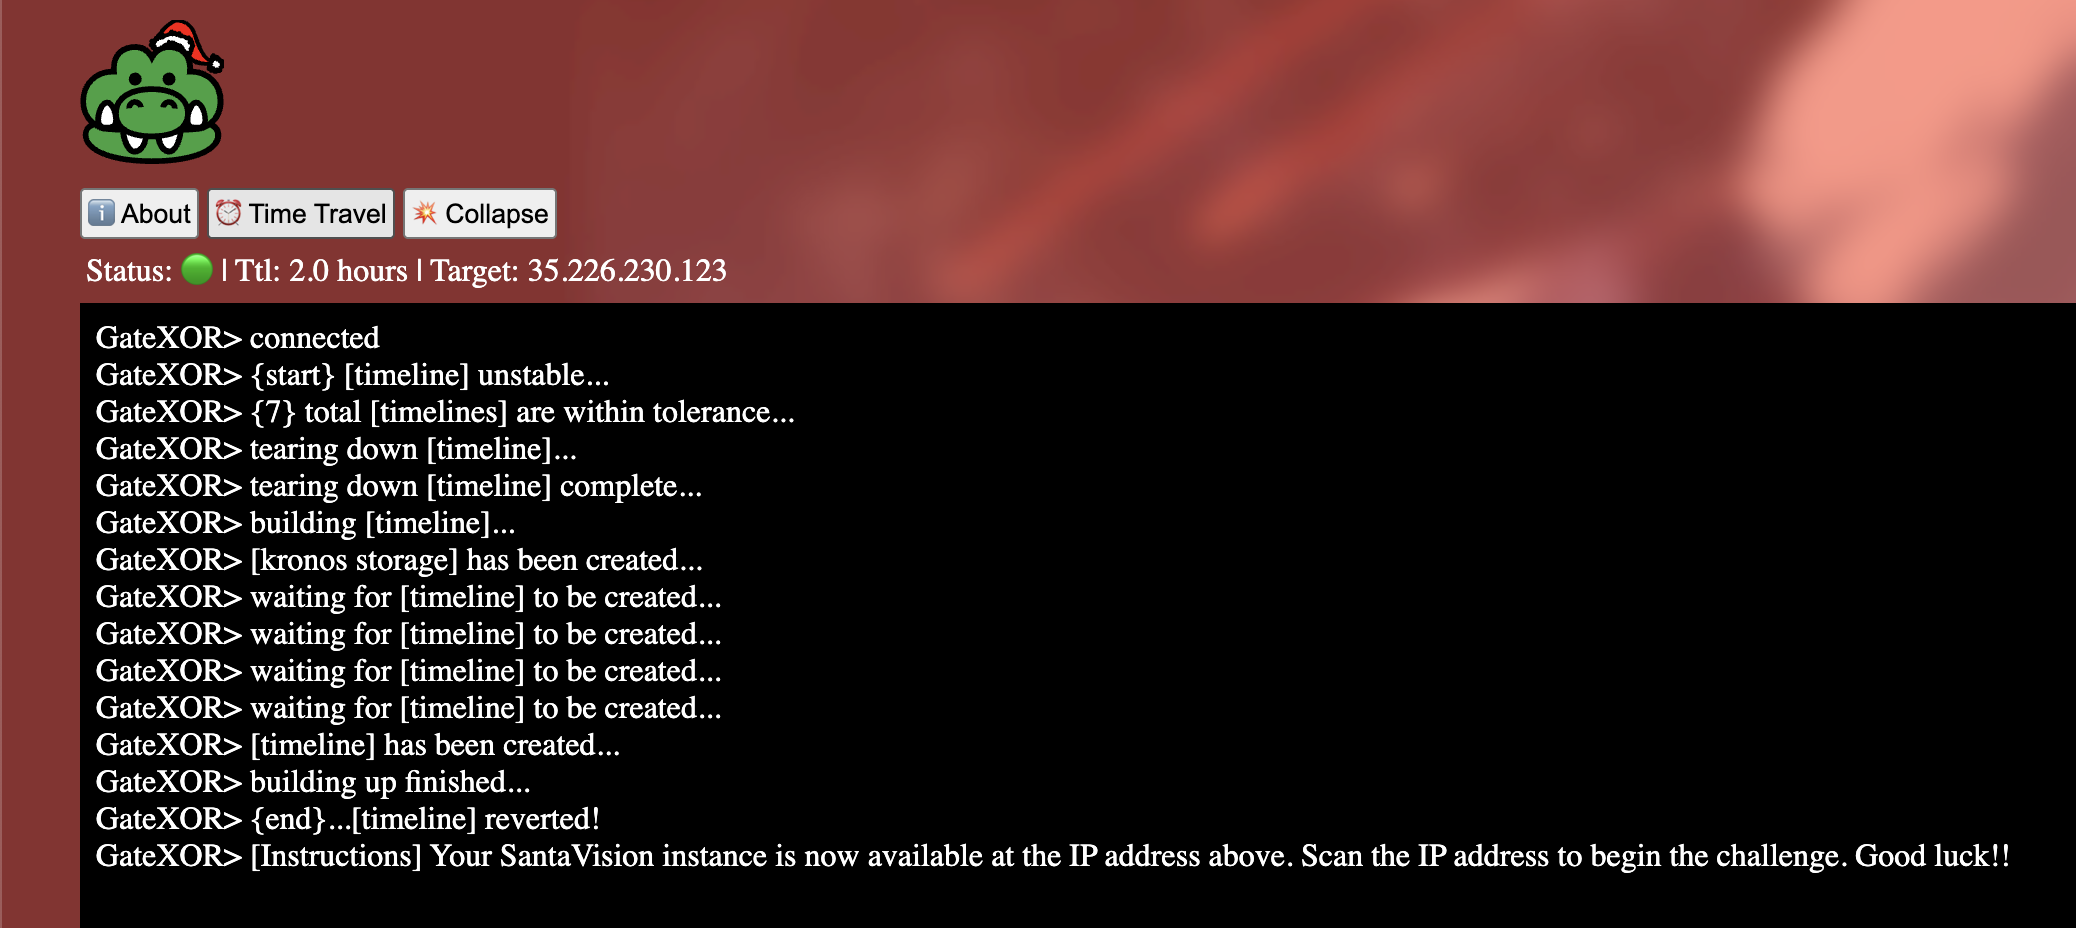 About Time Travel Collapse
Status: | Ttl: 2.0 hours | Target: 35.226.230.123
GateXOR> connected
GateXOR> {start} [timeline] unstable...
GateXOR> {7} total [timelines] are within tolerance...
GateXOR> tearing down [timeline]...
GateXOR> tearing down [timeline] complete...
GateXOR> building [timeline]...
GateXOR> [kronos storage] has been created...
GateXOR> waiting for [timeline] to be created...
GateXOR> waiting for [timeline] to be created...
GateXOR> waiting for [timeline] to be created...
GateXOR> waiting for [timeline] to be created...
GateXOR> [timeline] has been created...
GateXOR> building up finished...
GateXOR> {end}...[timeline] reverted!
GateXOR> [Instructions] Your SantaVision instance is now available at the IP address above. Scan the IP address to begin the challenge. Good luck!!